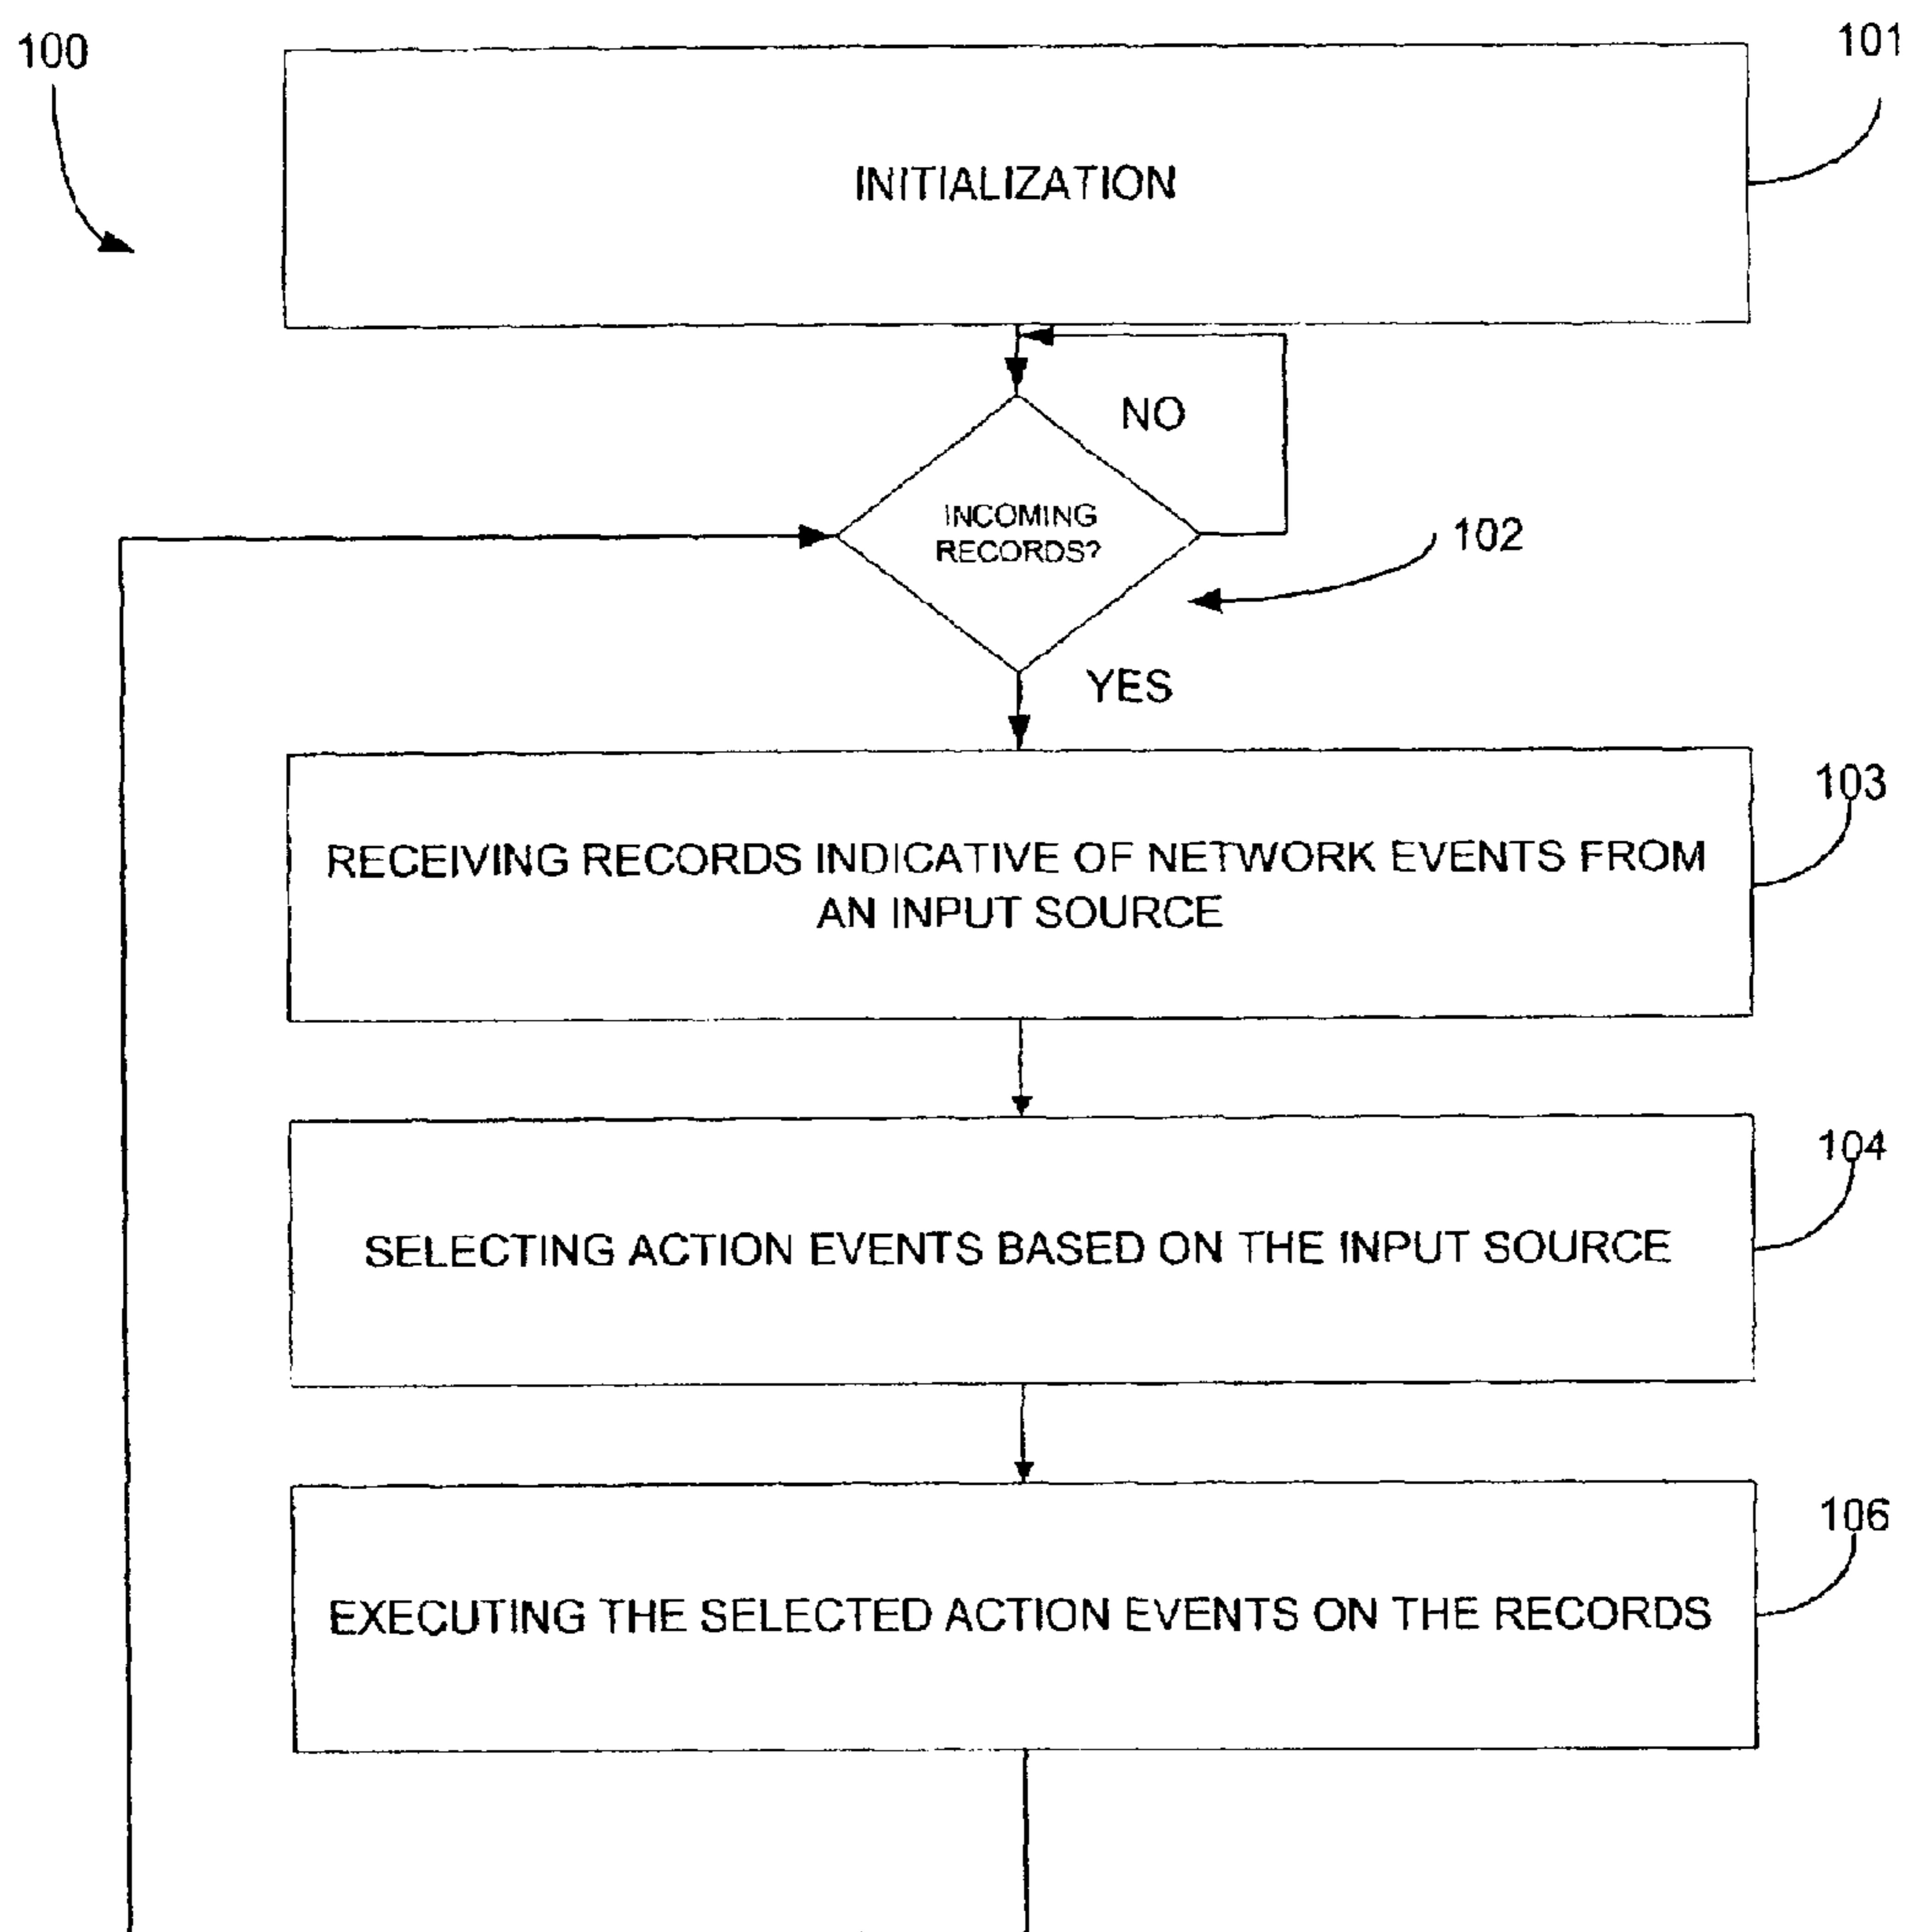 100
101
INITIALIZATION
NO
INCOMING
RECORDS?
102
YES
103
RECEIVING RECORDS INDICATIVE OF NETWORK EVENTS FROM
AN INPUT SOURCE
104
SELECTING ACTION EVENTS BASED ON THE INPUT SOURCE
106
EXECUTING THE SELECTED ACTION EVENTS ON THE RECORDS